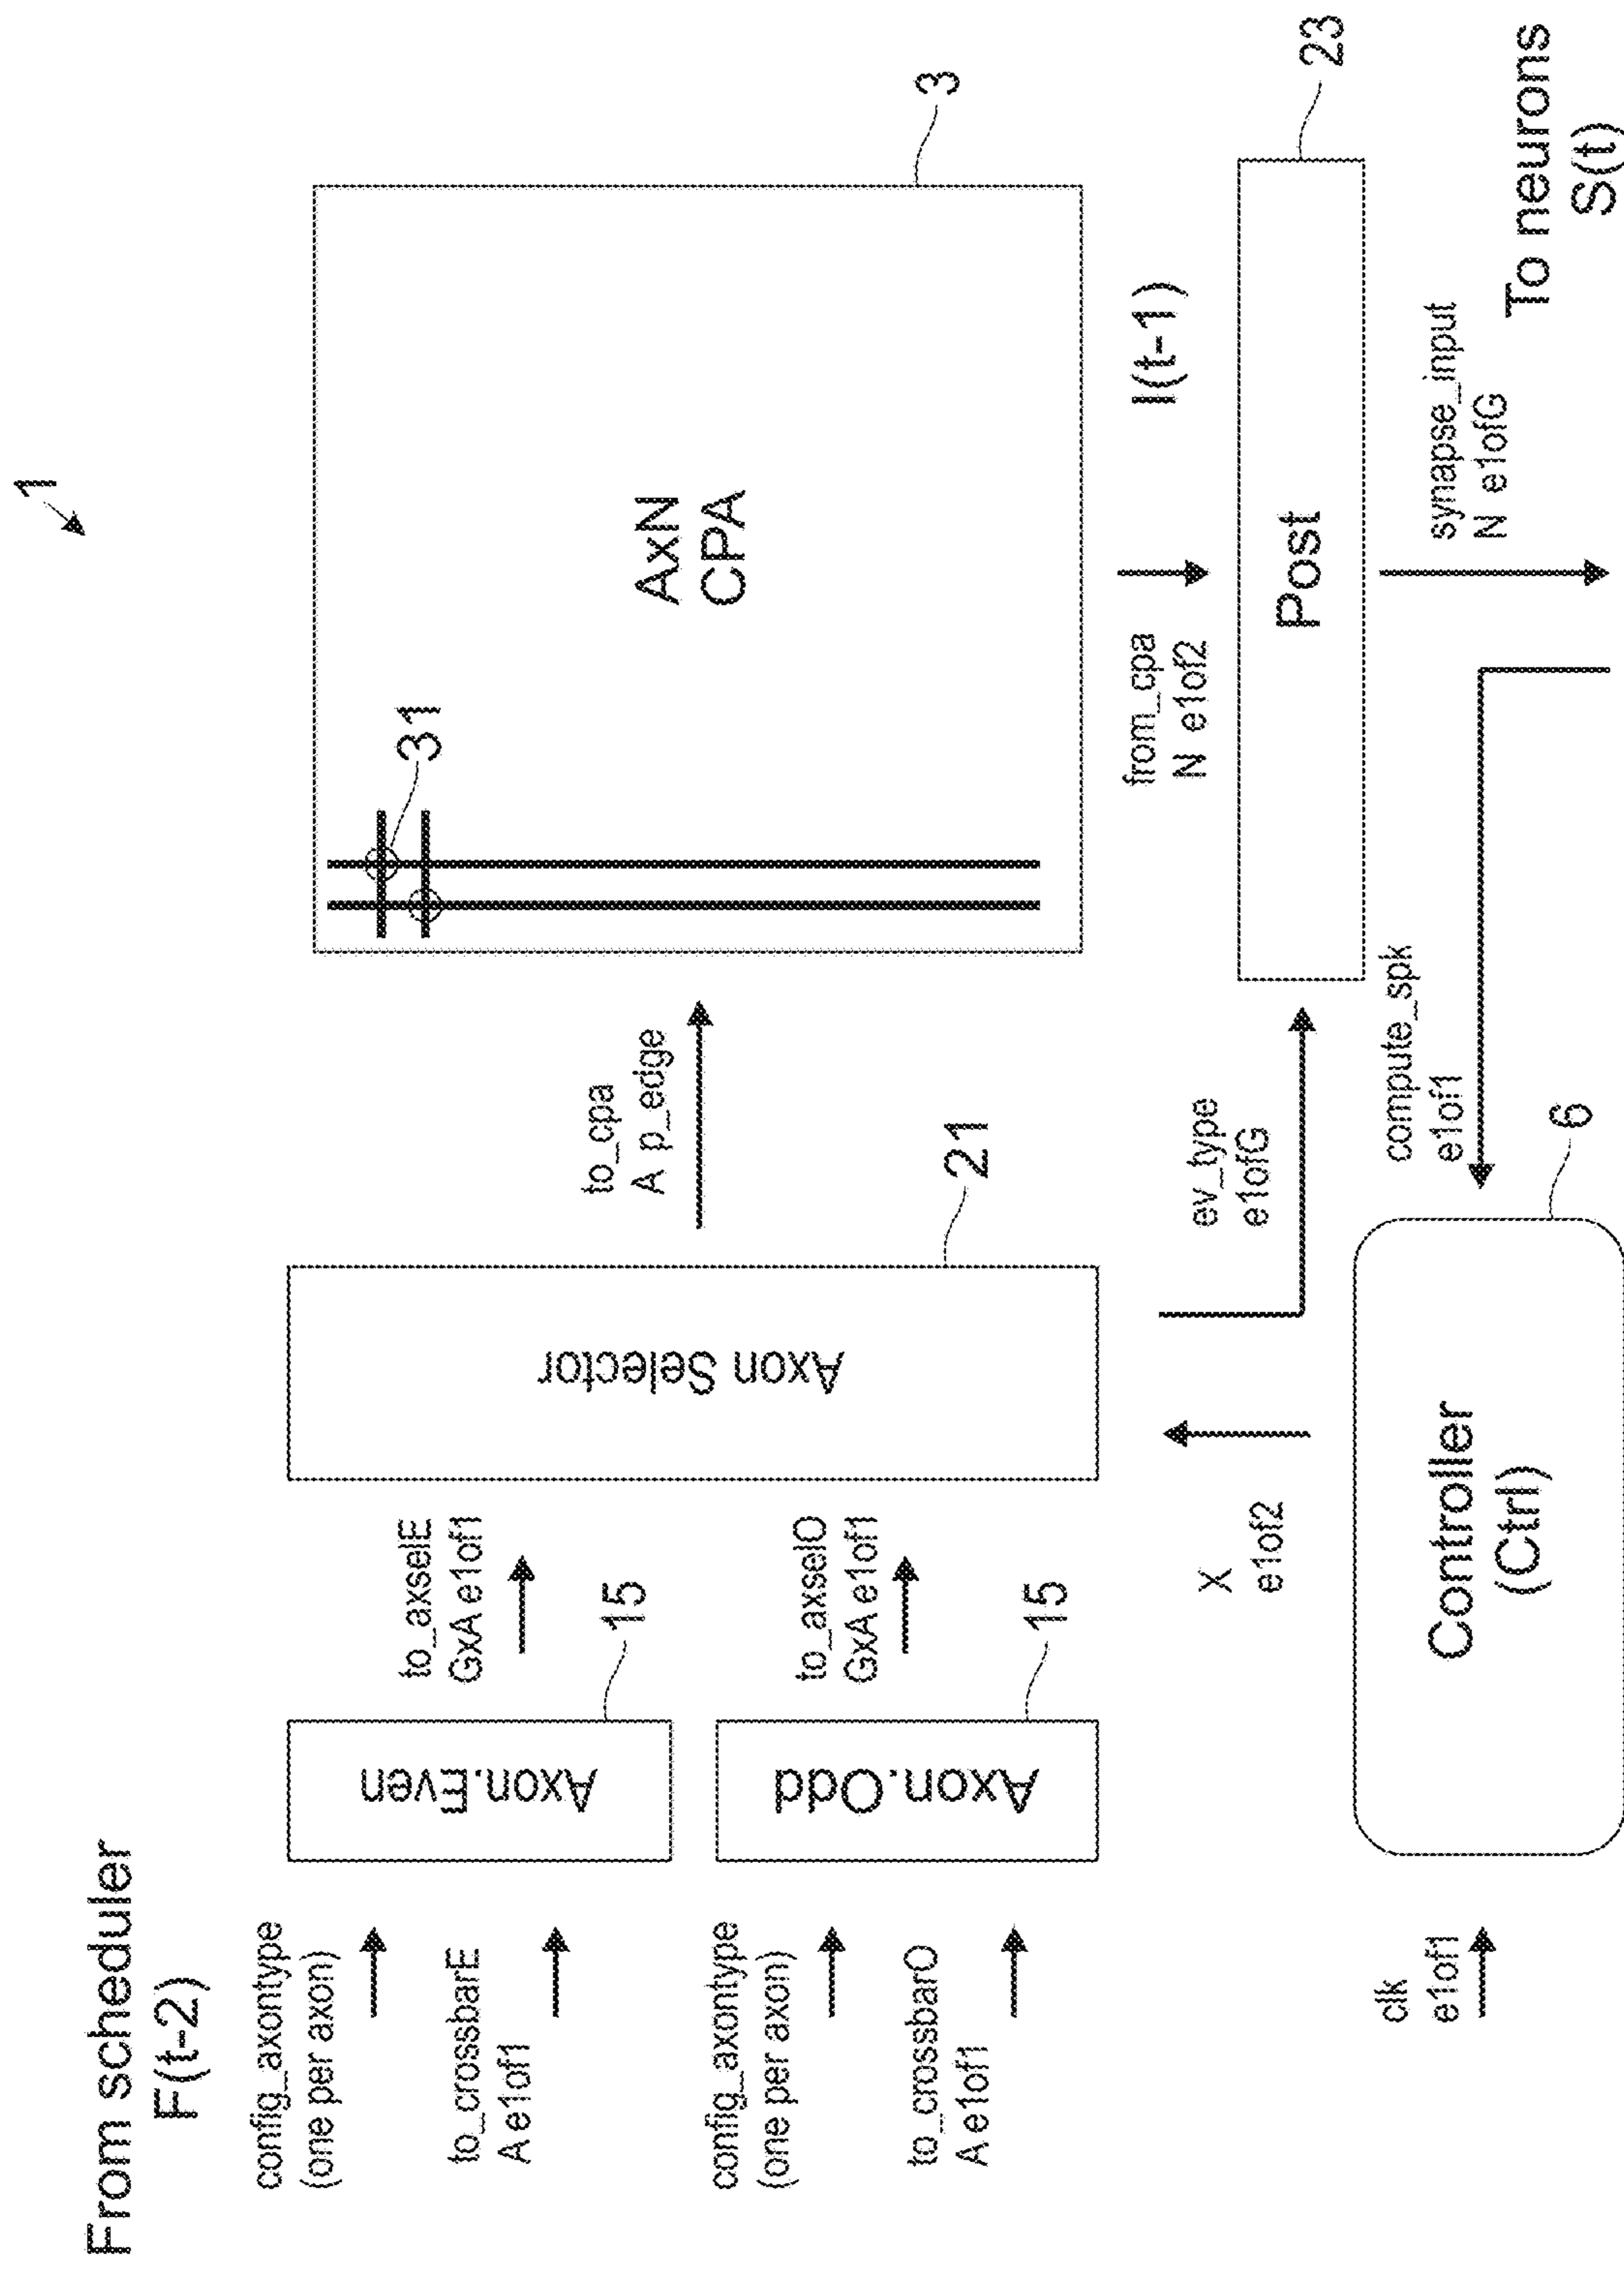 1
From scheduler
F(t-2)
config_axontype
(one per axon)
to_crossbarE
A e1of1
config_axontype
(one per axon)
to_crossbarO
A e1of1
clk
e1of1
Axon.Even
15
Axon.Odd
15
to_axselE
GxA e1of1
to_axselO
GxA e1of1
Axon Selector
21
X
e1of2
Controller
(Ctrl)
6
to_cpa
A p_edge
ev_type
e1ofG
compute_spk
e1of1
31
AxN
CPA
3
from_cpa
N e1of2
I(t-1)
Post
23
synapse_input
N e1ofG
To neurons
S(t)